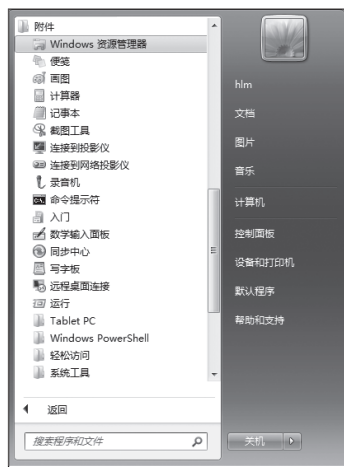 附件
Windows 资源管理器
便笺
画图
计算器
记事本
截图工具
连接到投影仪
连接到网络投影仪
录音机
命令提示符
入门
数学输入面板
同步中心
写字板
远程桌面连接
运行
Tablet PC
Windows PowerShell
轻松访问
系统工具
返回
搜索程序和文件
hlm
文档
图片
音乐
计算机
控制面板
设备和打印机
默认程序
帮助和支持
关机